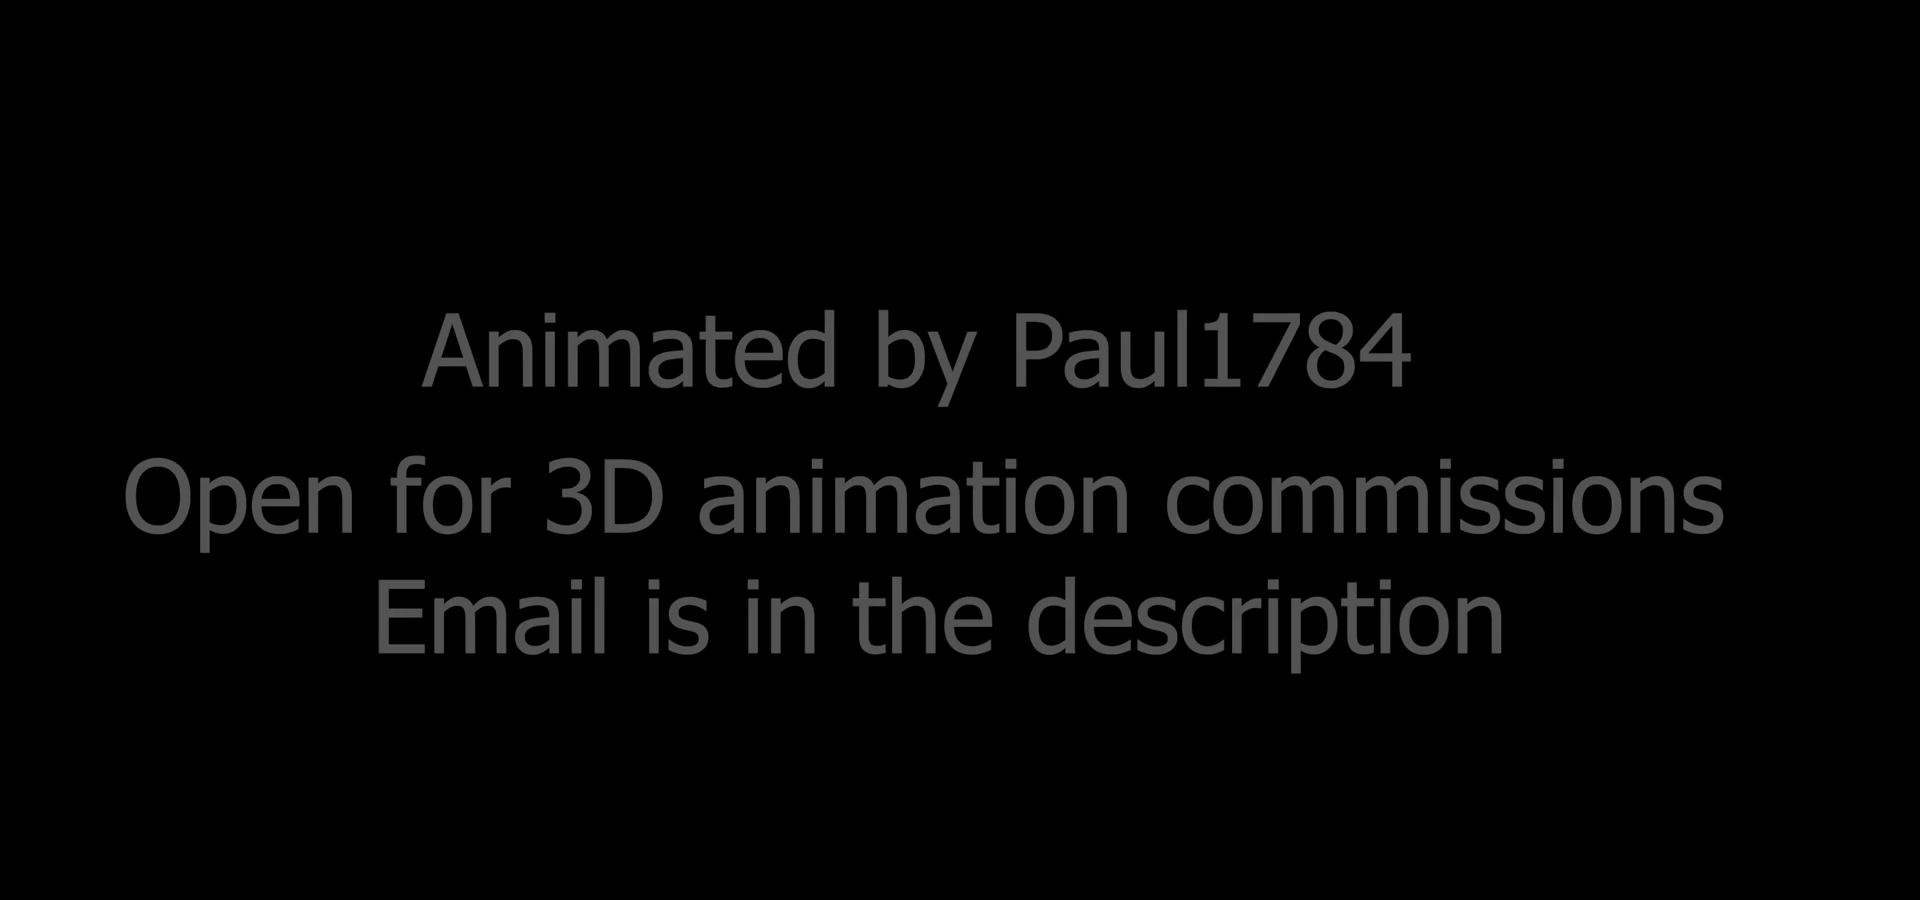 Animated by Paul1784
Open for 3D animation commissions
Email is in the description